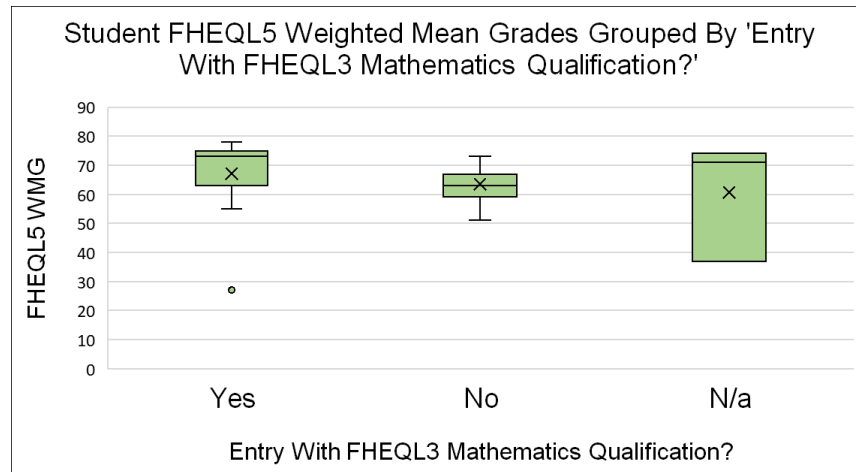 Student FHEQL5 Weighted Mean Grades Grouped By 'Entry
With FHEQL3 Mathematics Qualification?'
90
80
70
60
50
40
30
20
10
0
FHEQL5 WMG
Yes No N/a
Entry With FHEQL3 Mathematics Qualification?